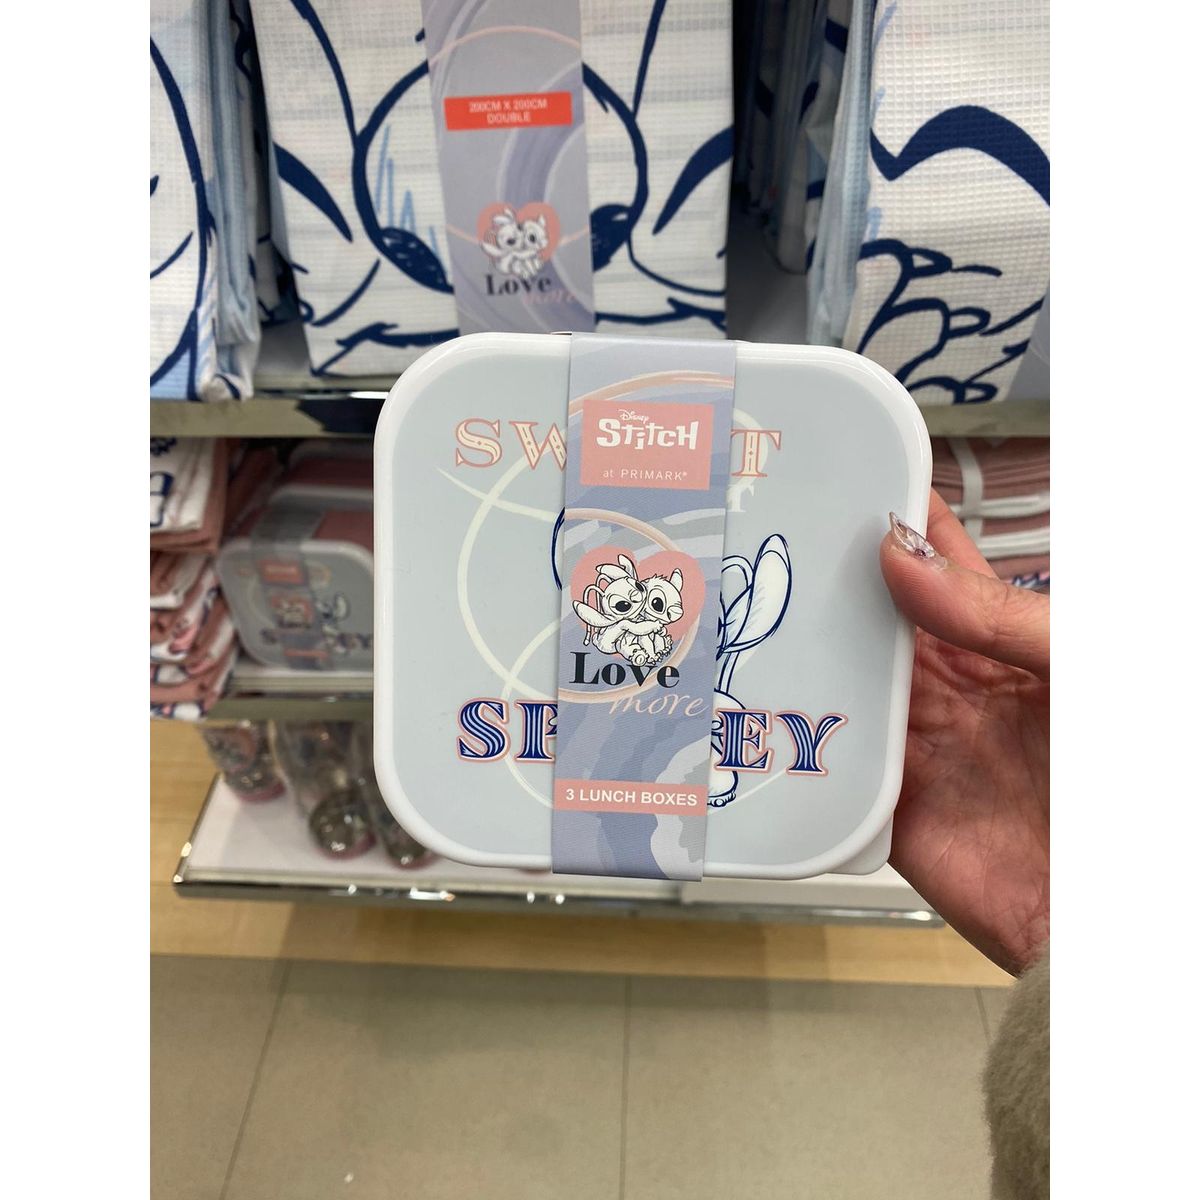 200CM X 200CM
DOUBLE
Love
more
Disney
Stitch
at PRIMARK®
Love
more
3 LUNCH BOXES